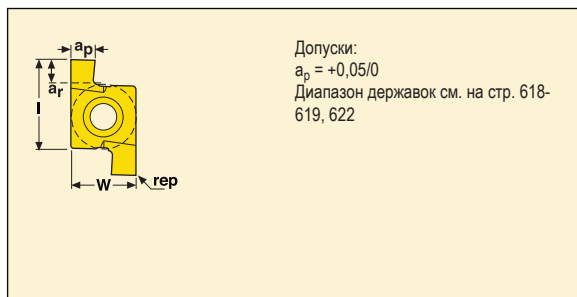 ap
ar
l
W
rep
Допуски:
ap = +0,05/0
Диапазон державок см. на стр. 618-
619, 622